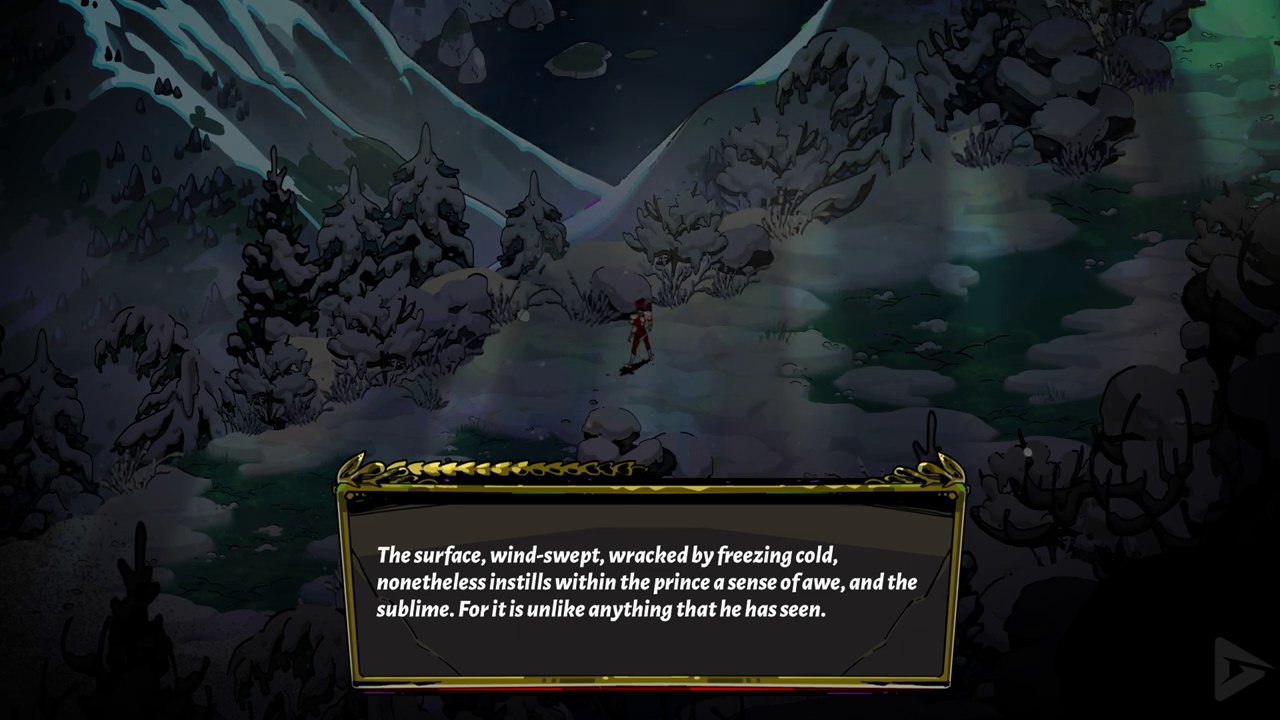 The surface, wind-swept, wracked by freezing cold,
nonetheless instills within the prince a sense of awe, and the
sublime. For it is unlike anything that he has seen.